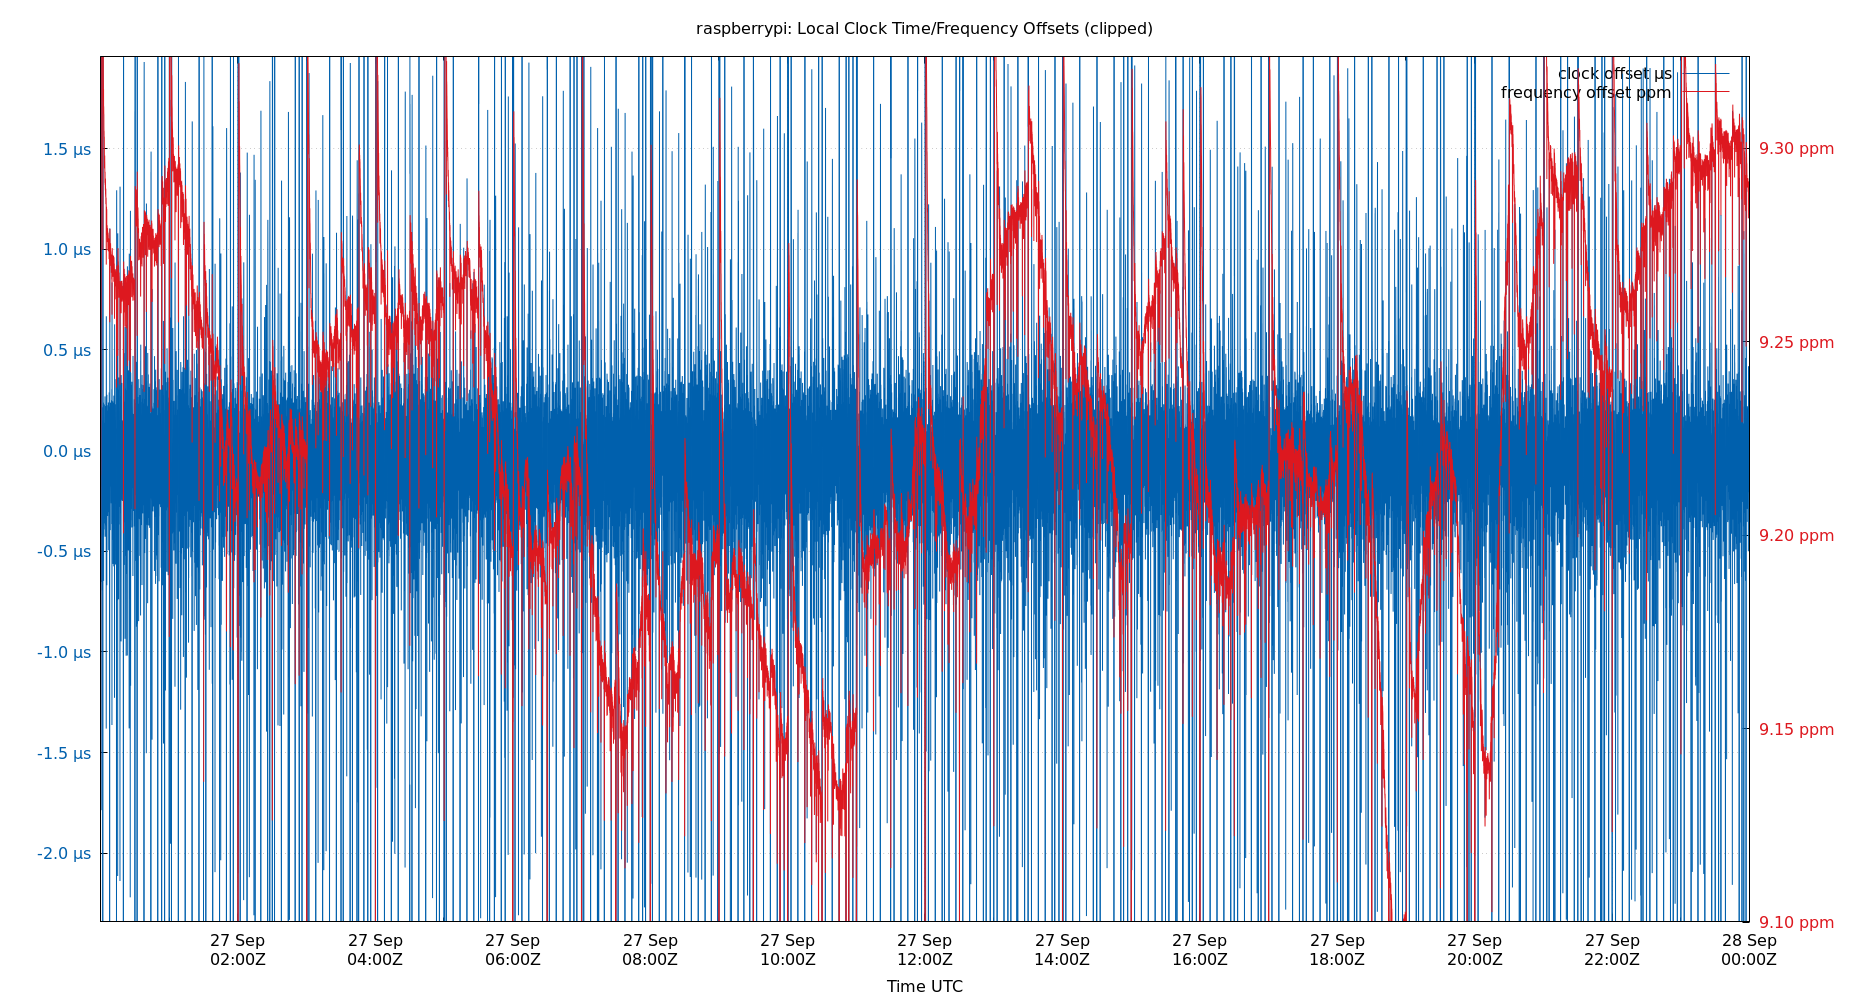 raspberrypi: Local Clock Time/Frequency Offsets (clipped)
clock offset µs
frequency offset ppm
1.5 µs
1.0 µs
0.5 µs
0.0 µs
-0.5 µs
-1.0 µs
-1.5 µs
-2.0 µs
9.30 ppm
9.25 ppm
9.20 ppm
9.15 ppm
9.10 ppm
27 Sep 27 Sep 27 Sep 27 Sep 27 Sep 27 Sep 27 Sep 27 Sep 27 Sep 27 Sep 27 Sep 28 Sep
02:00Z 04:00Z 06:00Z 08:00Z 10:00Z 12:00Z 14:00Z 16:00Z 18:00Z 20:00Z 22:00Z 00:00Z
Time UTC